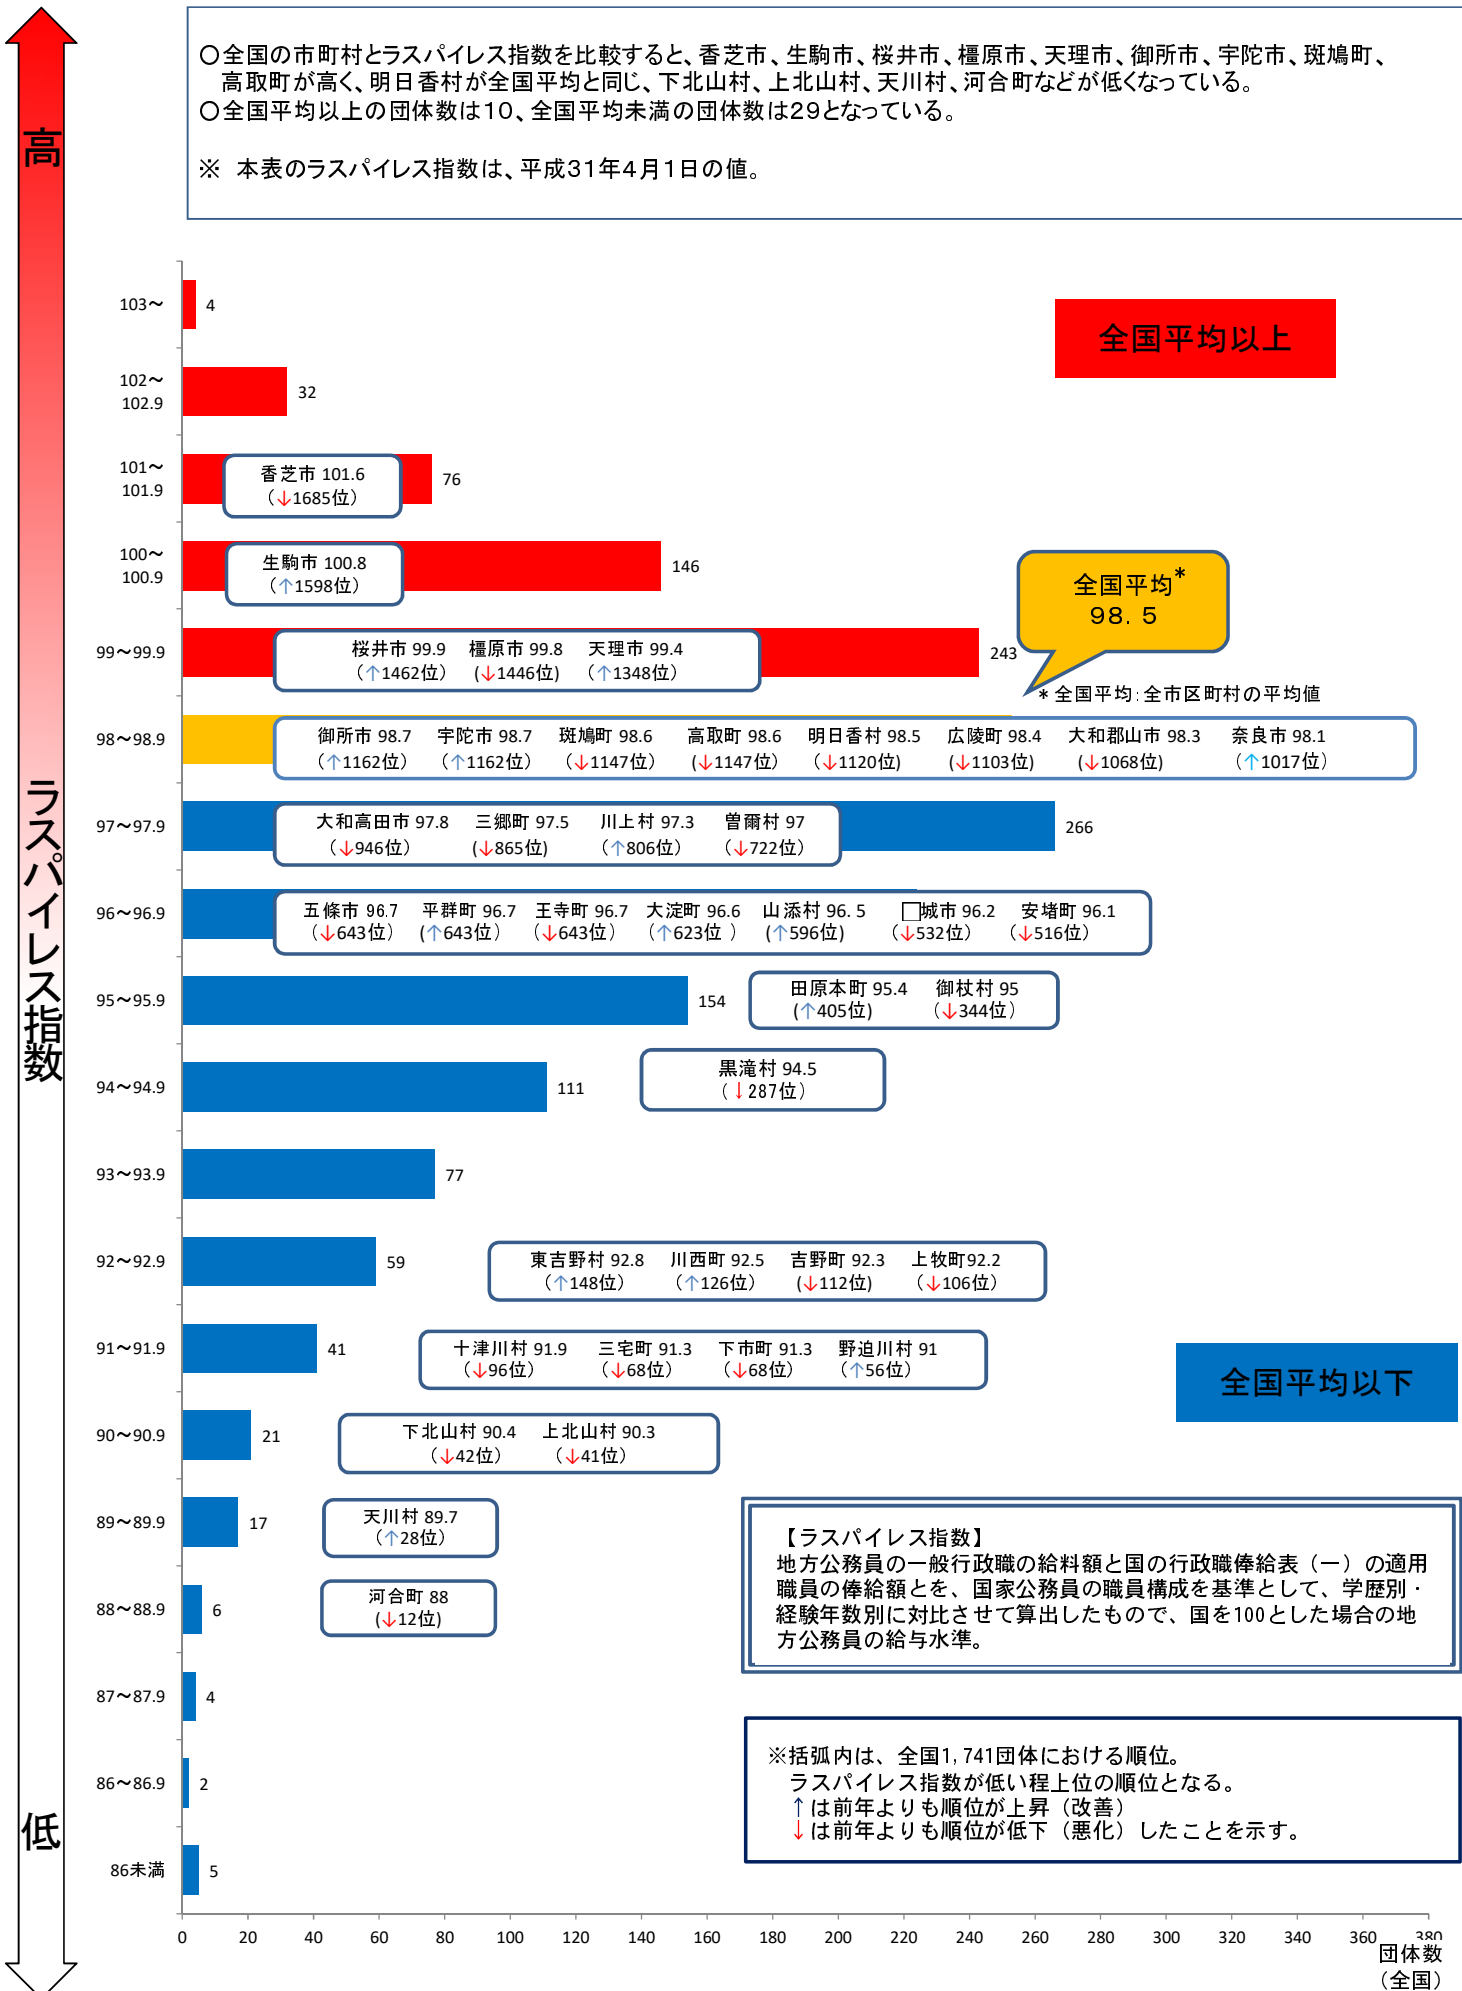 ○全国の市町村とラスパイレス指数を比較すると、香芝市、生駒市、桜井市、橿原市、天理市、御所市、宇陀市、斑鳩町、
高取町が高く、明日香村が全国平均と同じ、下北山村、上北山村、天川村、河合町などが低くなっている。
○全国平均以上の団体数は10、全国平均未満の団体数は29となっている。
※ 本表のラスパイレス指数は、平成31年4月1日の値。
高
ラスパイレス指数
低
103～
4
全国平均以上
102～
102.9
32
101～
101.9
香芝市 101.6
（↓1685位）
76
100～
100.9
生駒市 100.8
（↑1598位）
146
全国平均*
98.5
99～99.9
桜井市 99.9 橿原市 99.8 天理市 99.4
（↑1462位） (↓1446位) （↑1348位）
243
*全国平均:全市区町村の平均値
98～98.9
御所市 98.7 宇陀市 98.7 斑鳩町 98.6 高取町 98.6 明日香村 98.5 広陵町 98.4 大和郡山市 98.3 奈良市 98.1
（↑1162位） （↑1162位） （↓1147位） (↓1147位） （↓1120位) （↓1103位) (↓1068位) （↑1017位）
97～97.9
大和高田市 97.8 三郷町 97.5 川上村 97.3 曽爾村 97
（↓946位） (↓865位) （↑806位） （↓722位）
266
96～96.9
五條市 96.7 平群町 96.7 王寺町 96.7 大淀町 96.6 山添村 96.5 □城市 96.2 安堵町 96.1
（↓643位） (↑643位） （↓643位） （↑623位 ） (↑596位) （↓532位） （↓516位）
95～95.9
154
田原本町 95.4 御杖村 95
(↑405位) （↓344位）
94～94.9
111
黒滝村 94.5
（↓287位）
93～93.9
77
92～92.9
59
東吉野村 92.8 川西町 92.5 吉野町 92.3 上牧町92.2
（↑148位） （↑126位） (↓112位) （↓106位）
91～91.9
41
十津川村 91.9 三宅町 91.3 下市町 91.3 野迫川村 91
(↓96位） （↓68位) （↓68位) （↑56位）
全国平均以下
90～90.9
21
下北山村 90.4 上北山村 90.3
（↓42位） （↓41位）
89～89.9
17
天川村 89.7
（↑28位）
88～88.9
6
河合町 88
(↓12位)
【ラスパイレス指数】
地方公務員の一般行政職の給料額と国の行政職俸給表（一）の適用
職員の俸給額とを、国家公務員の職員構成を基準として、学歴別・
経験年数別に対比させて算出したもので、国を100とした場合の地
方公務員の給与水準。
87～87.9
4
86～86.9
2
86未満
5
※括弧内は、全国1,741団体における順位。
ラスパイレス指数が低い程上位の順位となる。
↑は前年よりも順位が上昇（改善）
↓は前年よりも順位が低下（悪化）したことを示す。
0 20 40 60 80 100 120 140 160 180 200 220 240 260 280 300 320 340 360 380
団体数
（全国）